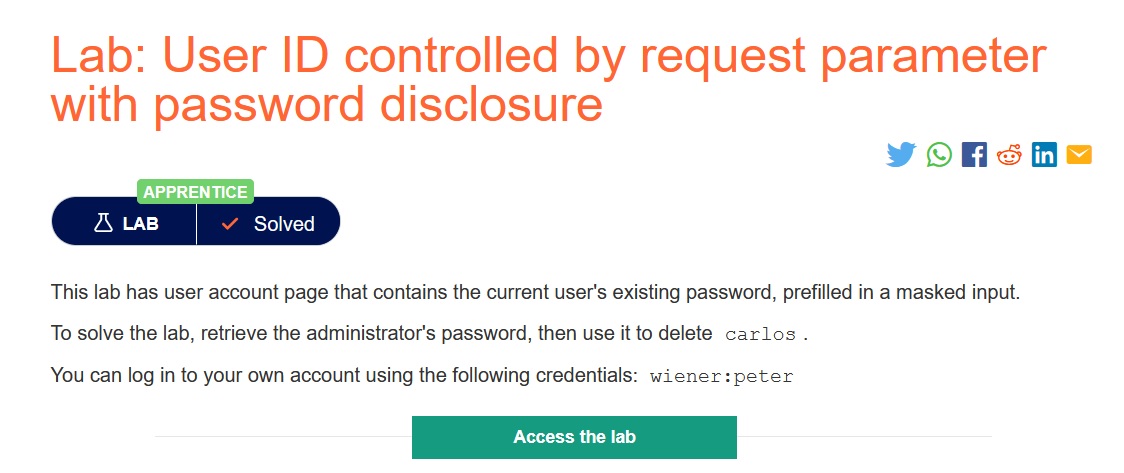 Lab: User ID controlled by request parameter
with password disclosure
APPRENTICE
LAB Solved
This lab has user account page that contains the current user's existing password, prefilled in a masked input.
To solve the lab, retrieve the administrator's password, then use it to delete carlos .
You can log in to your own account using the following credentials: wiener:peter
Access the lab